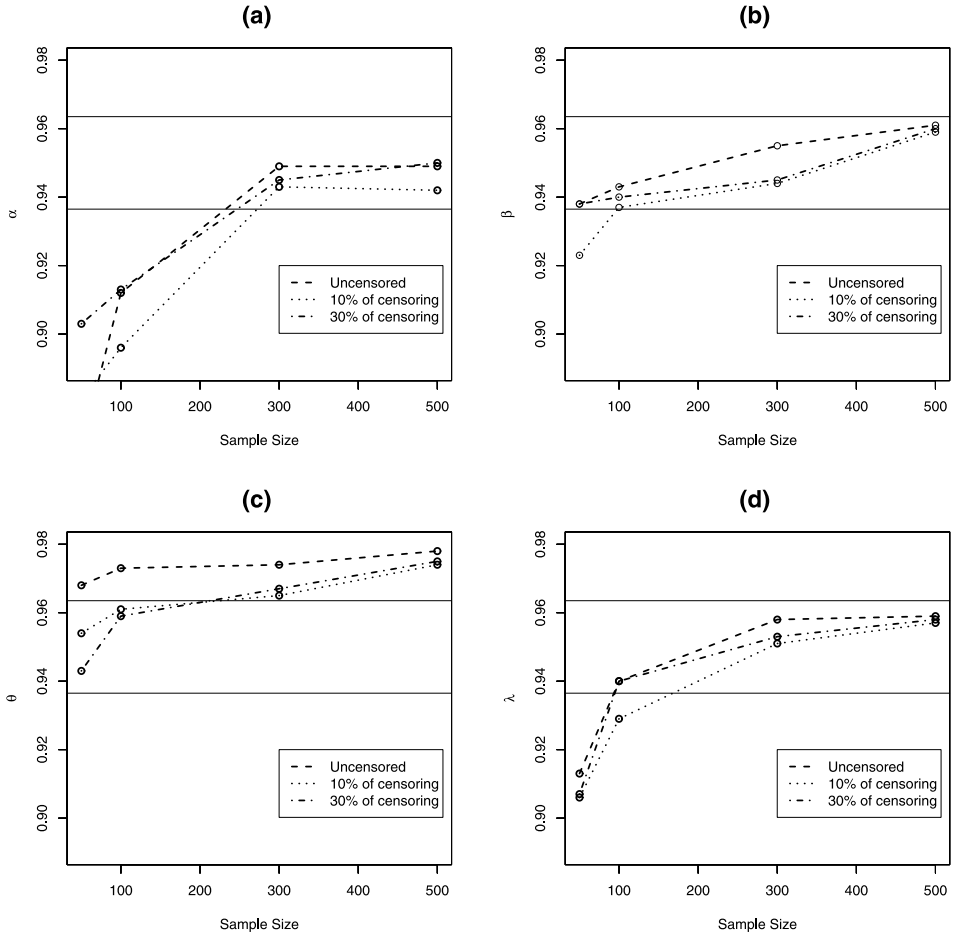 (a)
α
0.90 0.92 0.94 0.96 0.98
Uncensored
10% of censoring
30% of censoring
100 200 300 400 500
Sample Size
(b)
β
0.90 0.92 0.94 0.96 0.98
Uncensored
10% of censoring
30% of censoring
100 200 300 400 500
Sample Size
(c)
θ
0.90 0.92 0.94 0.96 0.98
Uncensored
10% of censoring
30% of censoring
100 200 300 400 500
Sample Size
(d)
λ
0.90 0.92 0.94 0.96 0.98
Uncensored
10% of censoring
30% of censoring
100 200 300 400 500
Sample Size